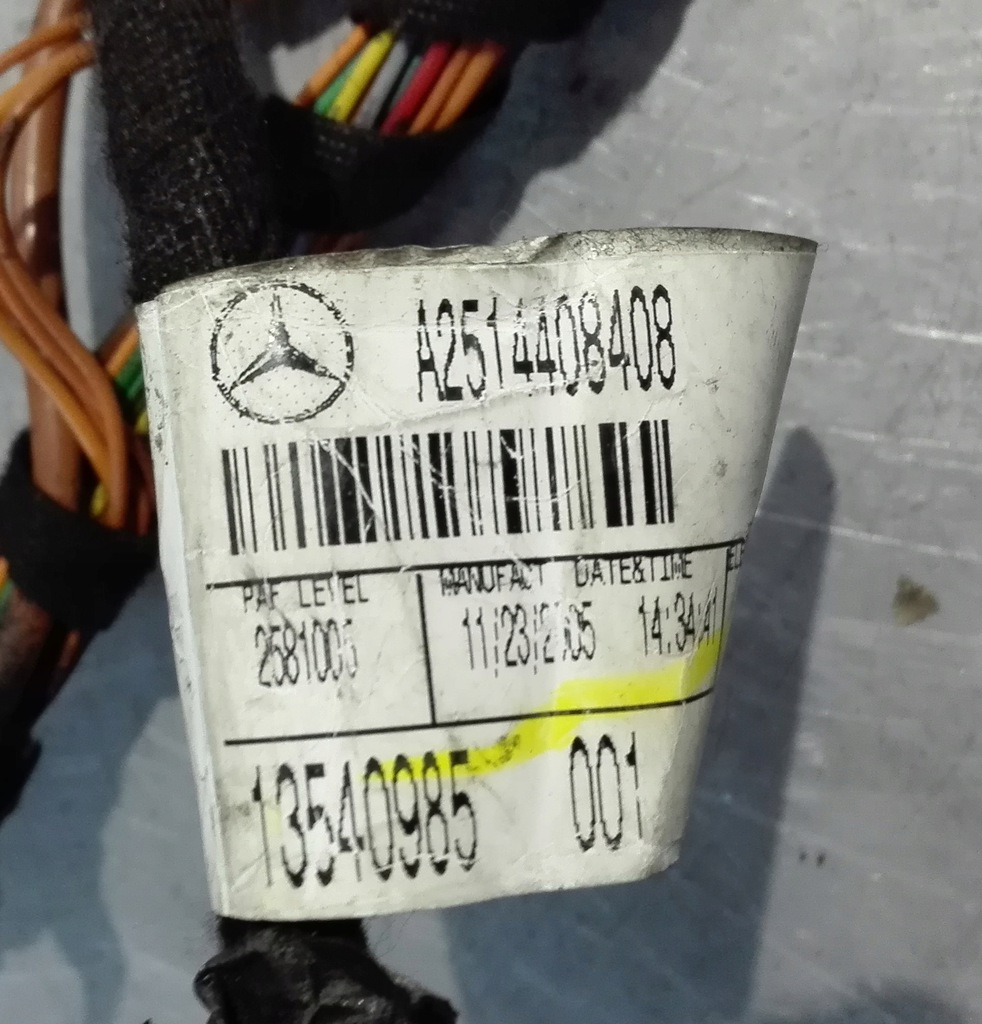 A2514408408
PAF LEVEL MANUFACT DATE&TIME
2581005 11|23|2005 14:34:41
13540985 001